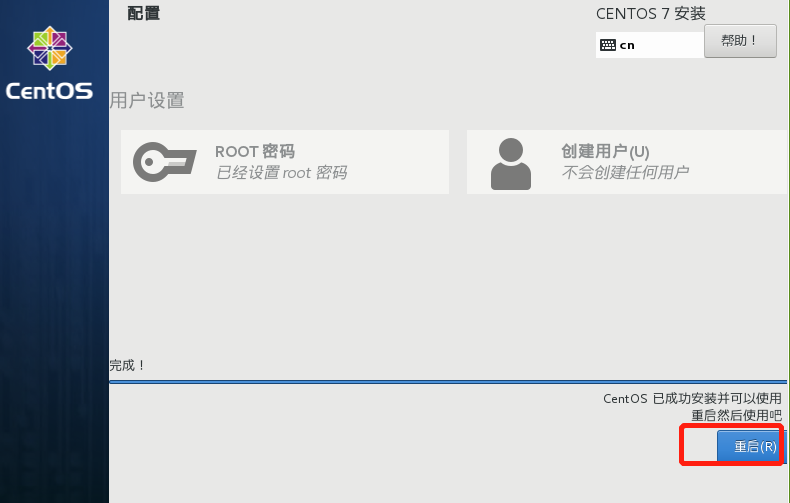 配置
CENTOS 7 安装
cn
帮助！
CentOS
用户设置
ROOT 密码
已经设置 root 密码
创建用户(U)
不会创建任何用户
完成！
CentOS 已成功安装并可以使用
重启然后使用吧
重启(R)